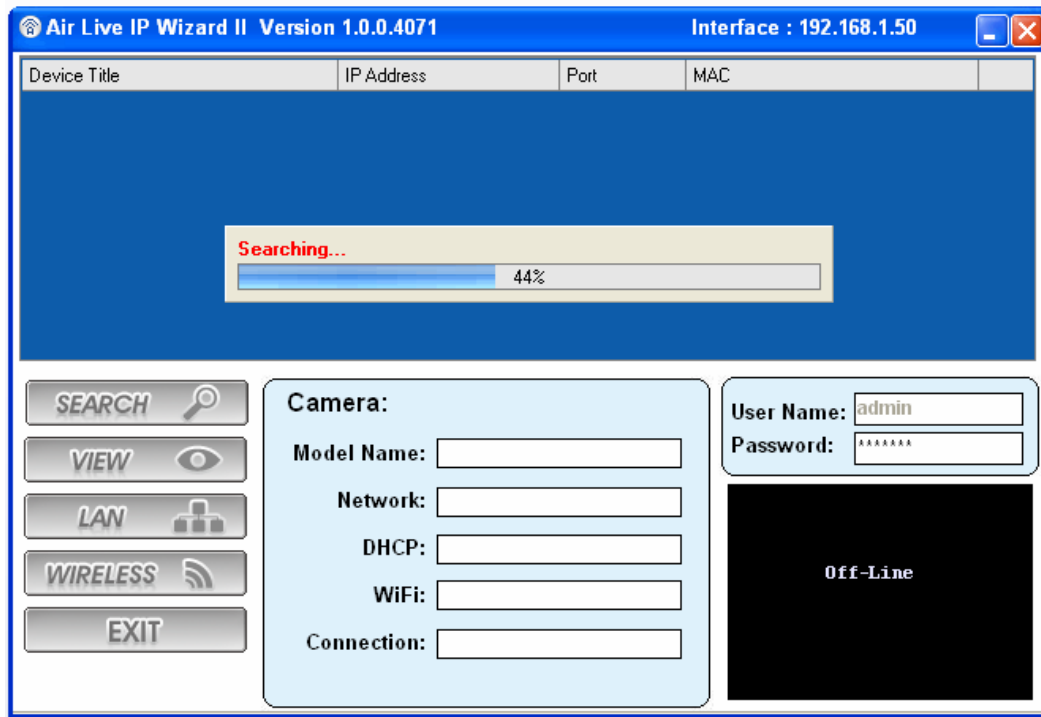 Air Live IP Wizard II Version 1.0.0.4071 Interface : 192.168.1.50
Device Title IP Address Port MAC
Searching...
44%
SEARCH
VIEW
LAN
WIRELESS
EXIT
Camera:
Model Name:
Network:
DHCP:
WiFi:
Connection:
User Name: admin
Password: *******
Off-Line